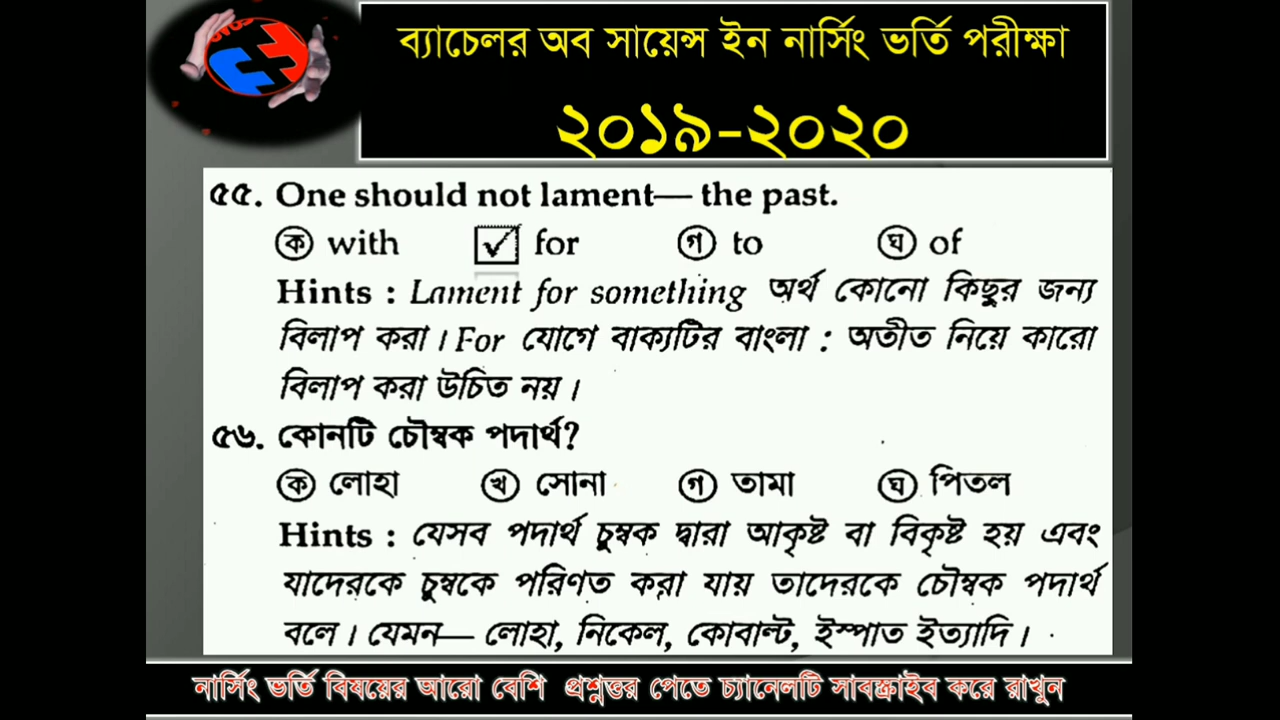 ব্যাচেলর অব সায়েন্স ইন নার্সিং ভর্তি পরীক্ষা
২০১৯-২০২০
৫৫. One should not lament— the past.
ক with ✓ for গ to ঘ of
Hints : Lament for something অর্থ কোনো কিছুর জন্য
বিলাপ করা। For যোগে বাক্যটির বাংলা : অতীত নিয়ে কারো
বিলাপ করা উচিত নয়।
৫৬. কোনটি চৌম্বক পদার্থ?
ক লোহা খ সোনা গ তামা ঘ পিতল
Hints : যেসব পদার্থ চুম্বক দ্বারা আকৃষ্ট বা বিকৃষ্ট হয় এবং
যাদেরকে চুম্বকে পরিণত করা যায় তাদেরকে চৌম্বক পদার্থ
বলে। যেমন— লোহা, নিকেল, কোবাল্ট, ইস্পাত ইত্যাদি।
নার্সিং ভর্তি বিষয়ের আরো বেশি প্রশ্নত্তর পেতে চ্যানেলটি সাবস্ক্রাইব করে রাখুন